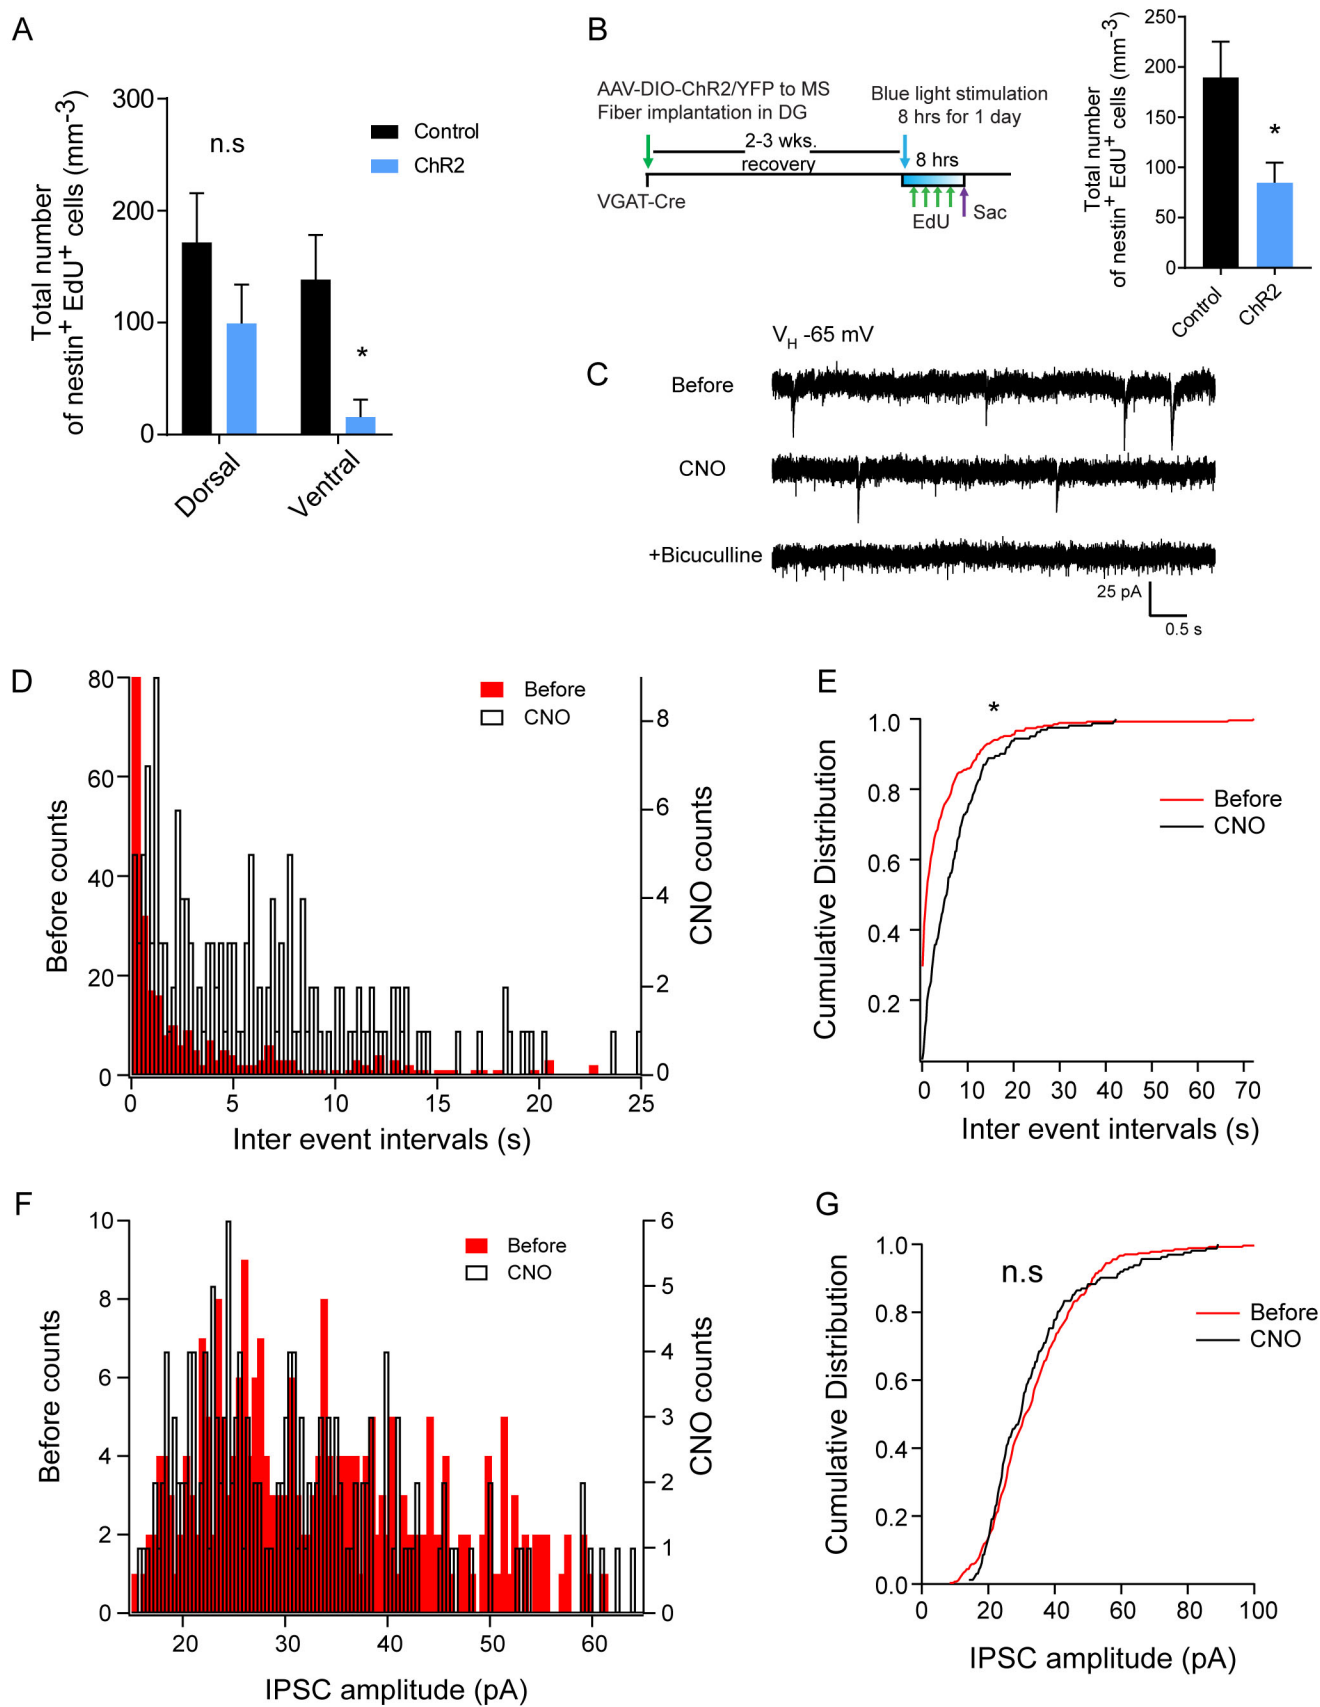 A
Total number
of nestin+ EdU+ cells (mm-3)
300
200
100
0
n.s
*
Control
ChR2
Dorsal
Ventral
B
AAV-DIO-ChR2/YFP to MS
Fiber implantation in DG
Blue light stimulation
8 hrs for 1 day
2-3 wks.
recovery
8 hrs
VGAT-Cre
EdU
Sac
Total number
of nestin+ EdU+ cells (mm-3)
250
200
150
100
50
0
*
Control
ChR2
C
VH -65 mV
Before
CNO
+Bicuculline
25 pA
0.5 s
D
Before counts
80
60
40
20
0
Before
CNO
8
6
4
2
0
CNO counts
0 5 10 15 20 25
Inter event intervals (s)
E
Cumulative Distribution
1.0
0.8
0.6
0.4
0.2
*
Before
CNO
0 10 20 30 40 50 60 70
Inter event intervals (s)
F
Before counts
10
8
6
4
2
0
Before
CNO
6
5
4
3
2
1
0
CNO counts
20 30 40 50 60
IPSC amplitude (pA)
G
Cumulative Distribution
1.0
0.8
0.6
0.4
0.2
0.0
n.s
Before
CNO
0 20 40 60 80 100
IPSC amplitude (pA)